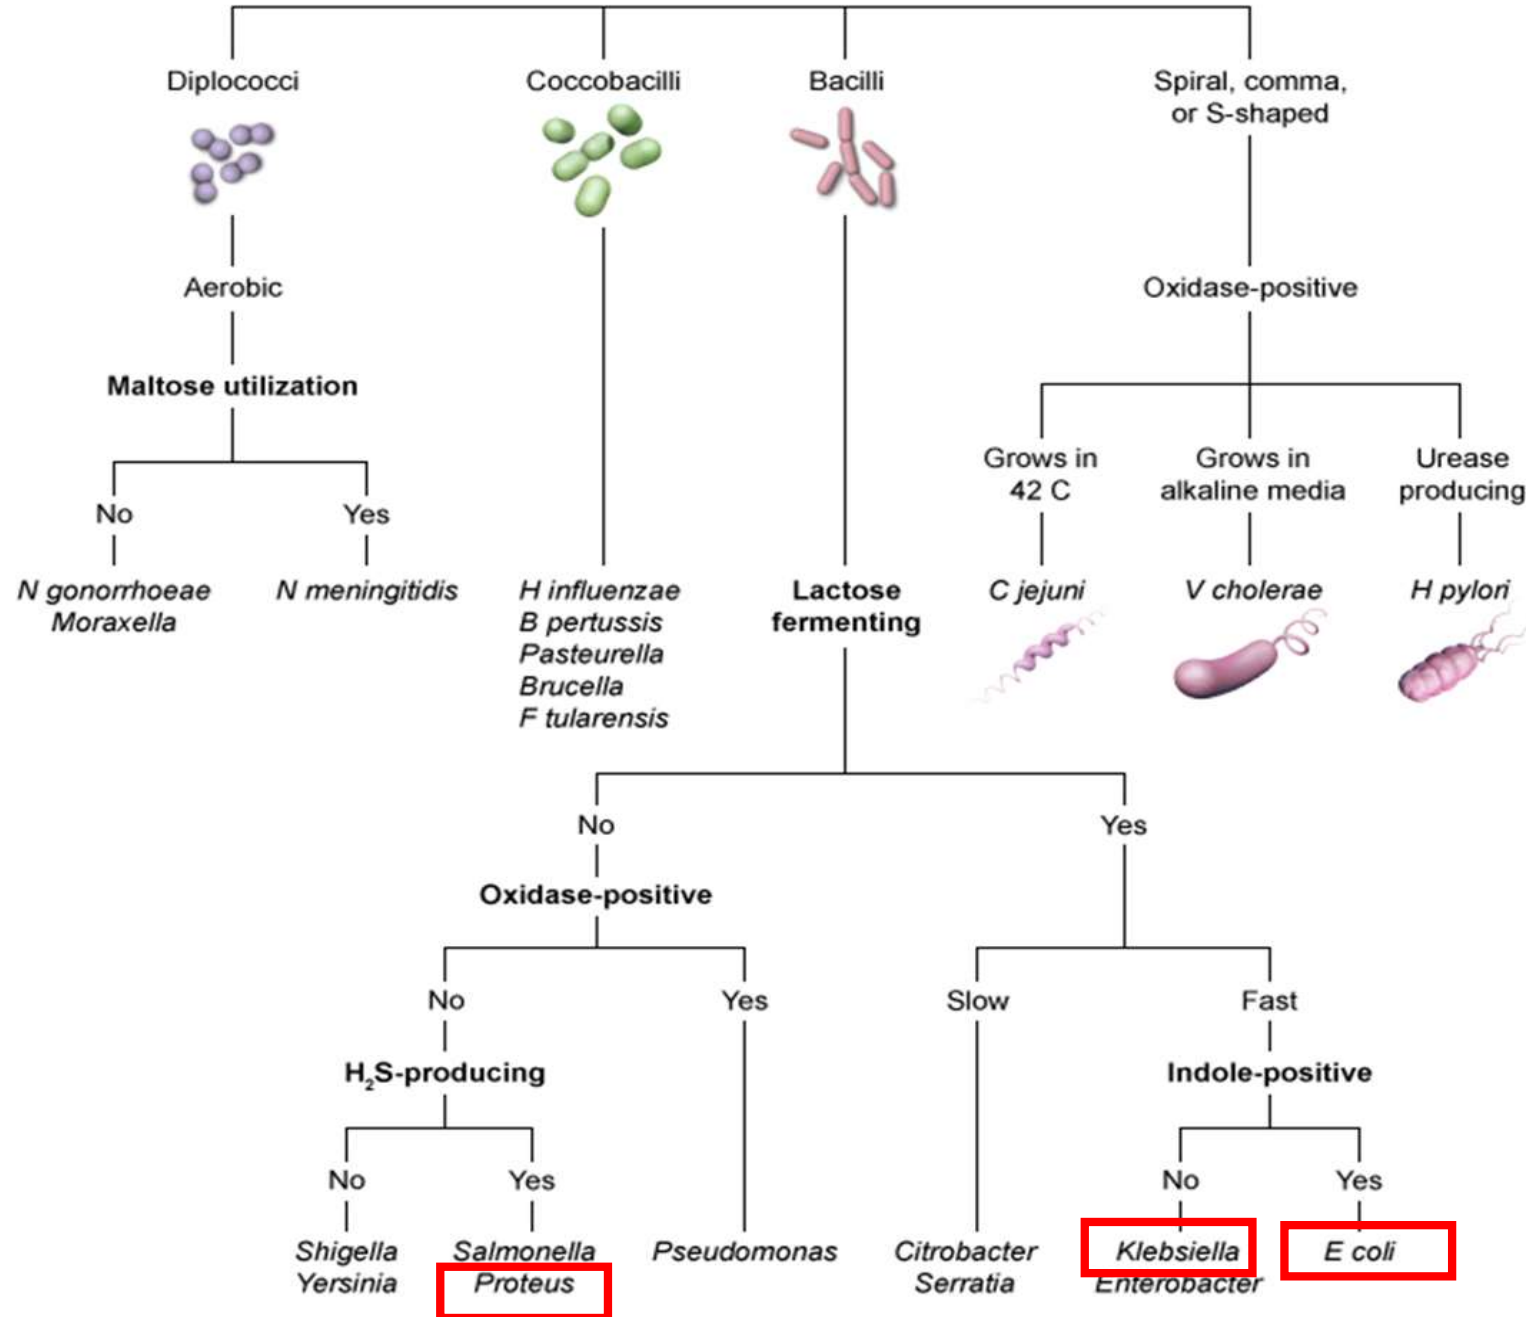 Diplococci
Coccobacilli
Bacilli
Spiral, comma,
or S-shaped
Aerobic
Oxidase-positive
Maltose utilization
No
Yes
Grows in
42 C
Grows in
alkaline media
Urease
producing
N gonorrhoeae
Moraxella
N meningitidis
H influenzae
B pertussis
Pasteurella
Brucella
F tularensis
Lactose
fermenting
C jejuni
V cholerae
H pylori
No
Yes
Oxidase-positive
No
Yes
Slow
Fast
H₂S-producing
Indole-positive
No
Yes
No
Yes
Shigella
Yersinia
Salmonella
Proteus
Pseudomonas
Citrobacter
Serratia
Klebsiella
Enterobacter
E coli